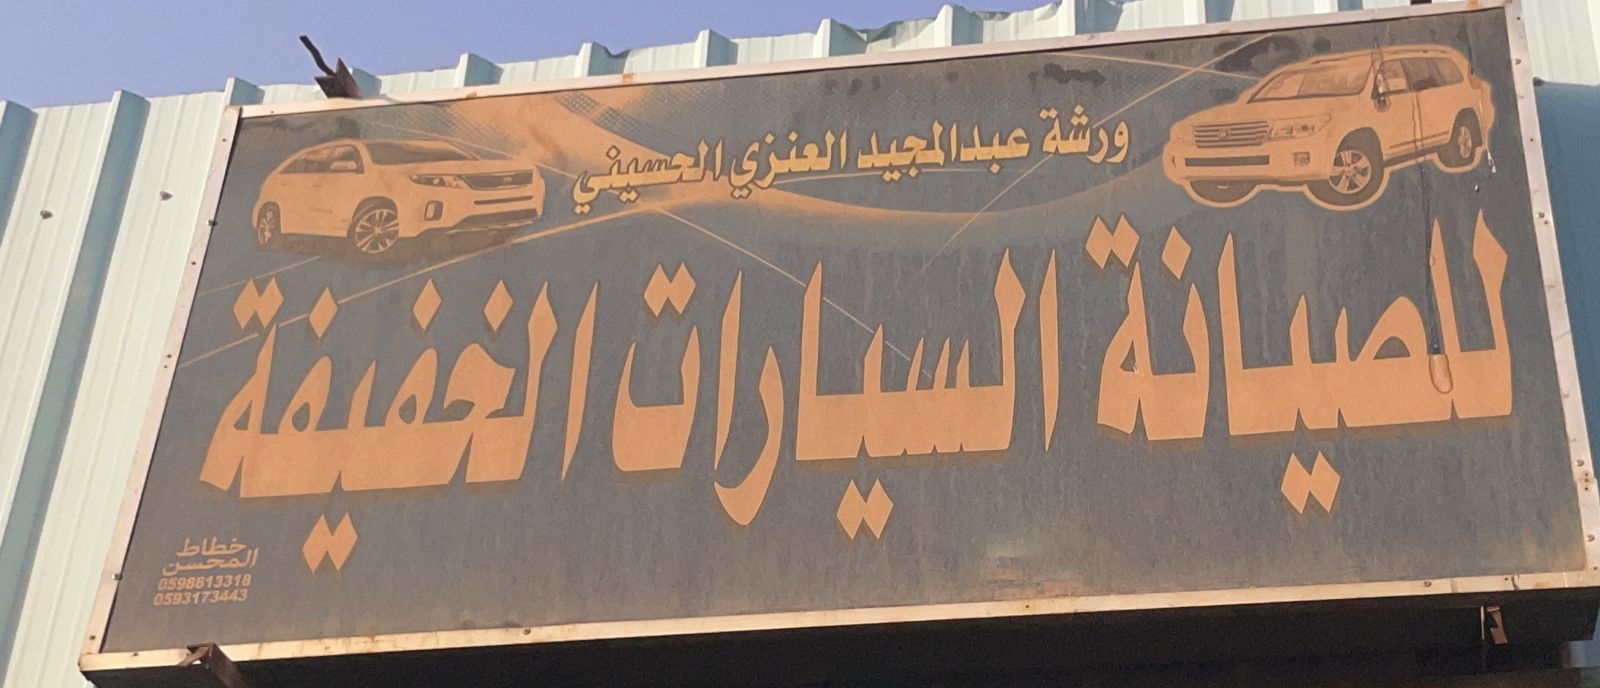 ورشة عبدالمجيد العنزي الحسيني
للصيانة السيارات الخفيفة
خطاط
المحسن
0598613318
0593173443